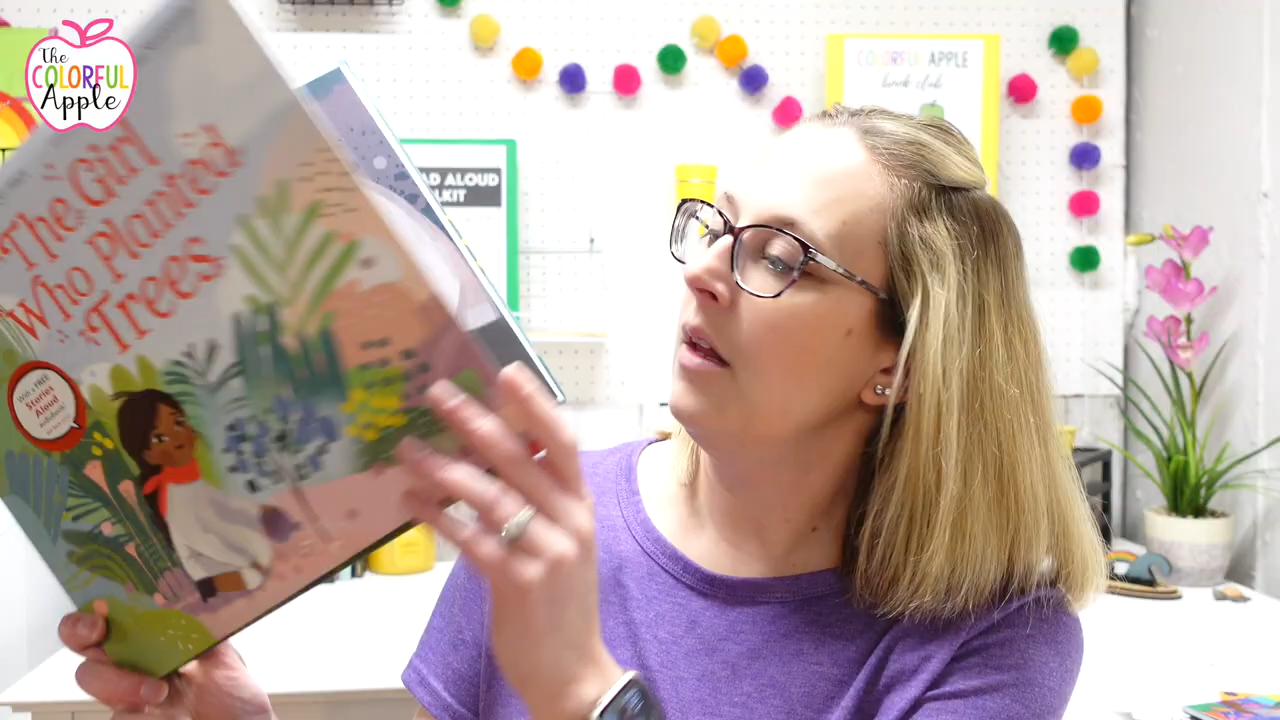 The
COLORFUL
Apple
The Girl
Who Planted
Trees
With a FREE
Stories
Aloud
audiobook
COLORFUL APPLE
book club
AD ALOUD
LKIT